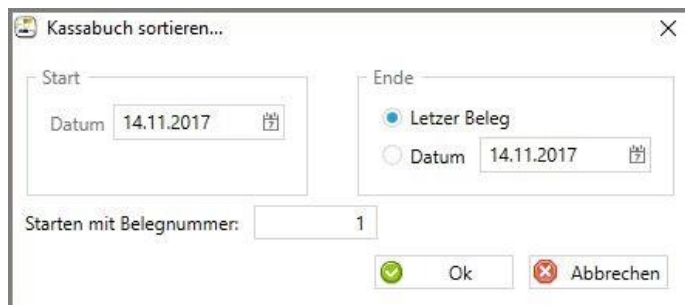 Kassabuch sortieren...
Start
Datum 14.11.2017
Ende
Letzer Beleg
Datum 14.11.2017
Starten mit Belegnummer: 1
Ok Abbrechen